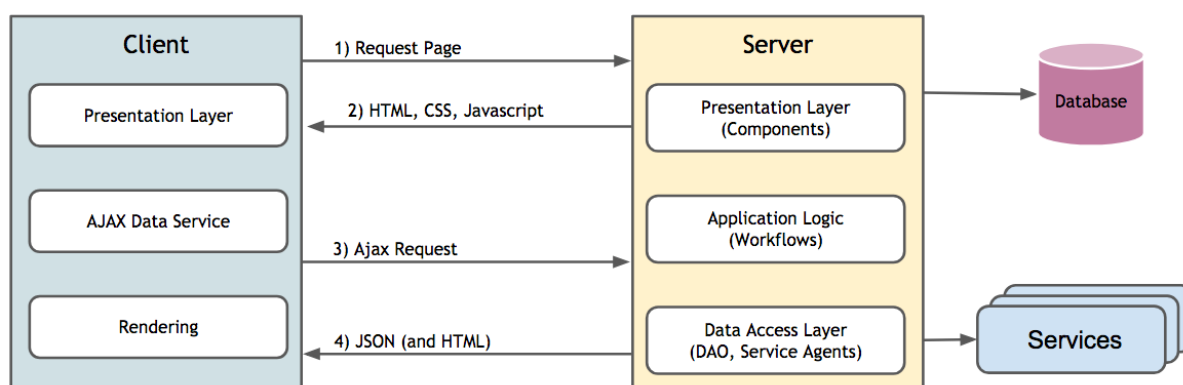 Client
Presentation Layer
AJAX Data Service
Rendering
1) Request Page
2) HTML, CSS, Javascript
3) Ajax Request
4) JSON (and HTML)
Server
Presentation Layer
(Components)
Application Logic
(Workflows)
Data Access Layer
(DAO, Service Agents)
Database
Services